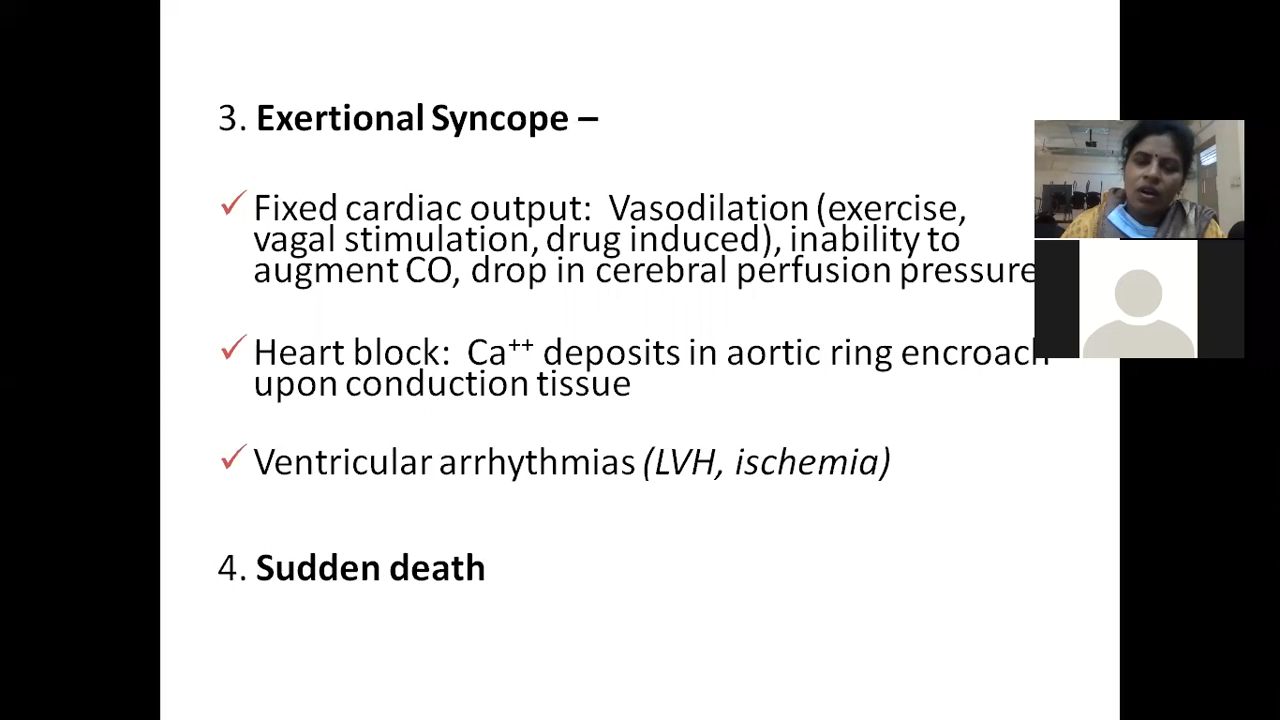 3. Exertional Syncope –
✓ Fixed cardiac output: Vasodilation (exercise,
vagal stimulation, drug induced), inability to
augment CO, drop in cerebral perfusion pressure
✓ Heart block: Ca⁺⁺ deposits in aortic ring encroach
upon conduction tissue
✓ Ventricular arrhythmias (LVH, ischemia)
4. Sudden death